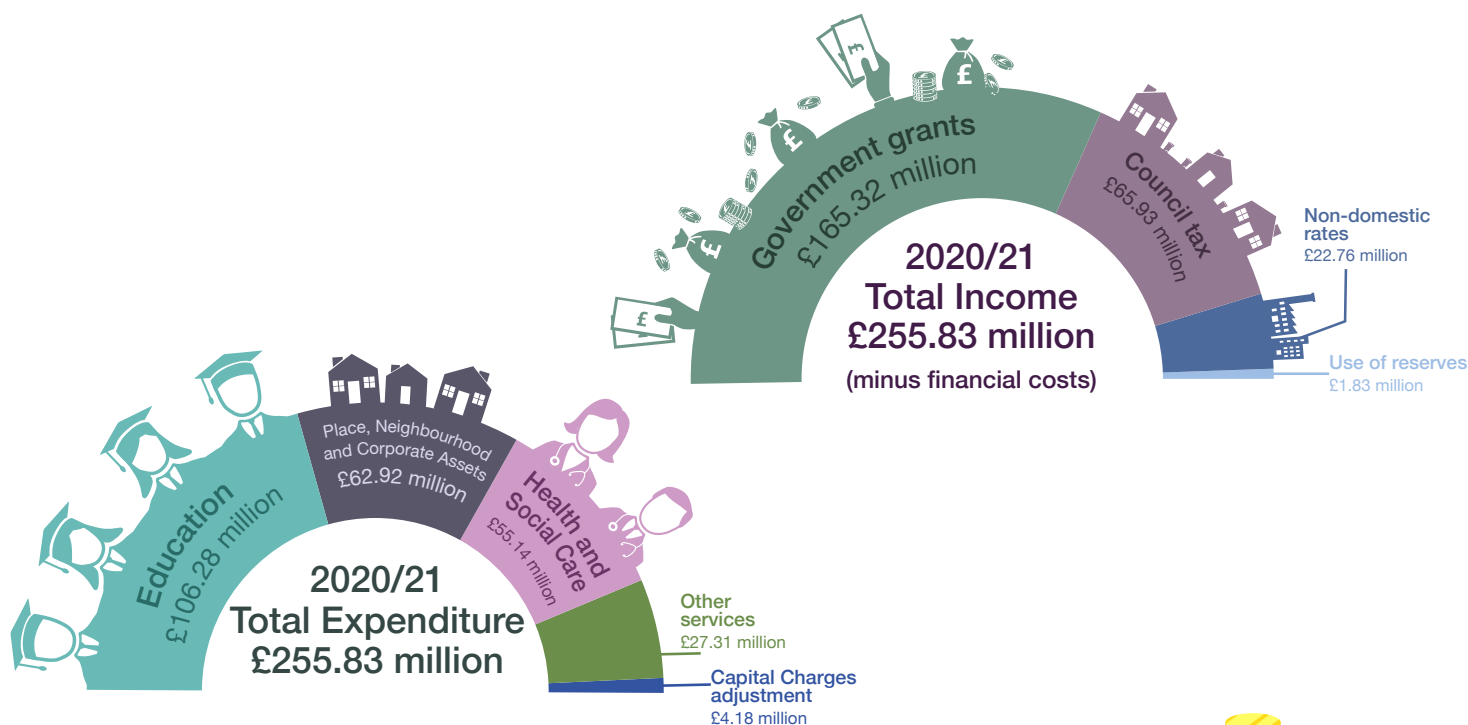 Government grants
£165.32 million
Council tax
£65.93 million
Non-domestic
rates
£22.76 million
Use of reserves
£1.83 million
2020/21
Total Income
£255.83 million
(minus financial costs)
£
£
£
£
£
Education
£106.28 million
Place, Neighbourhood
and Corporate Assets
£62.92 million
Health and
Social Care
£55.14 million
Other
services
£27.31 million
Capital Charges
adjustment
£4.18 million
2020/21
Total Expenditure
£255.83 million